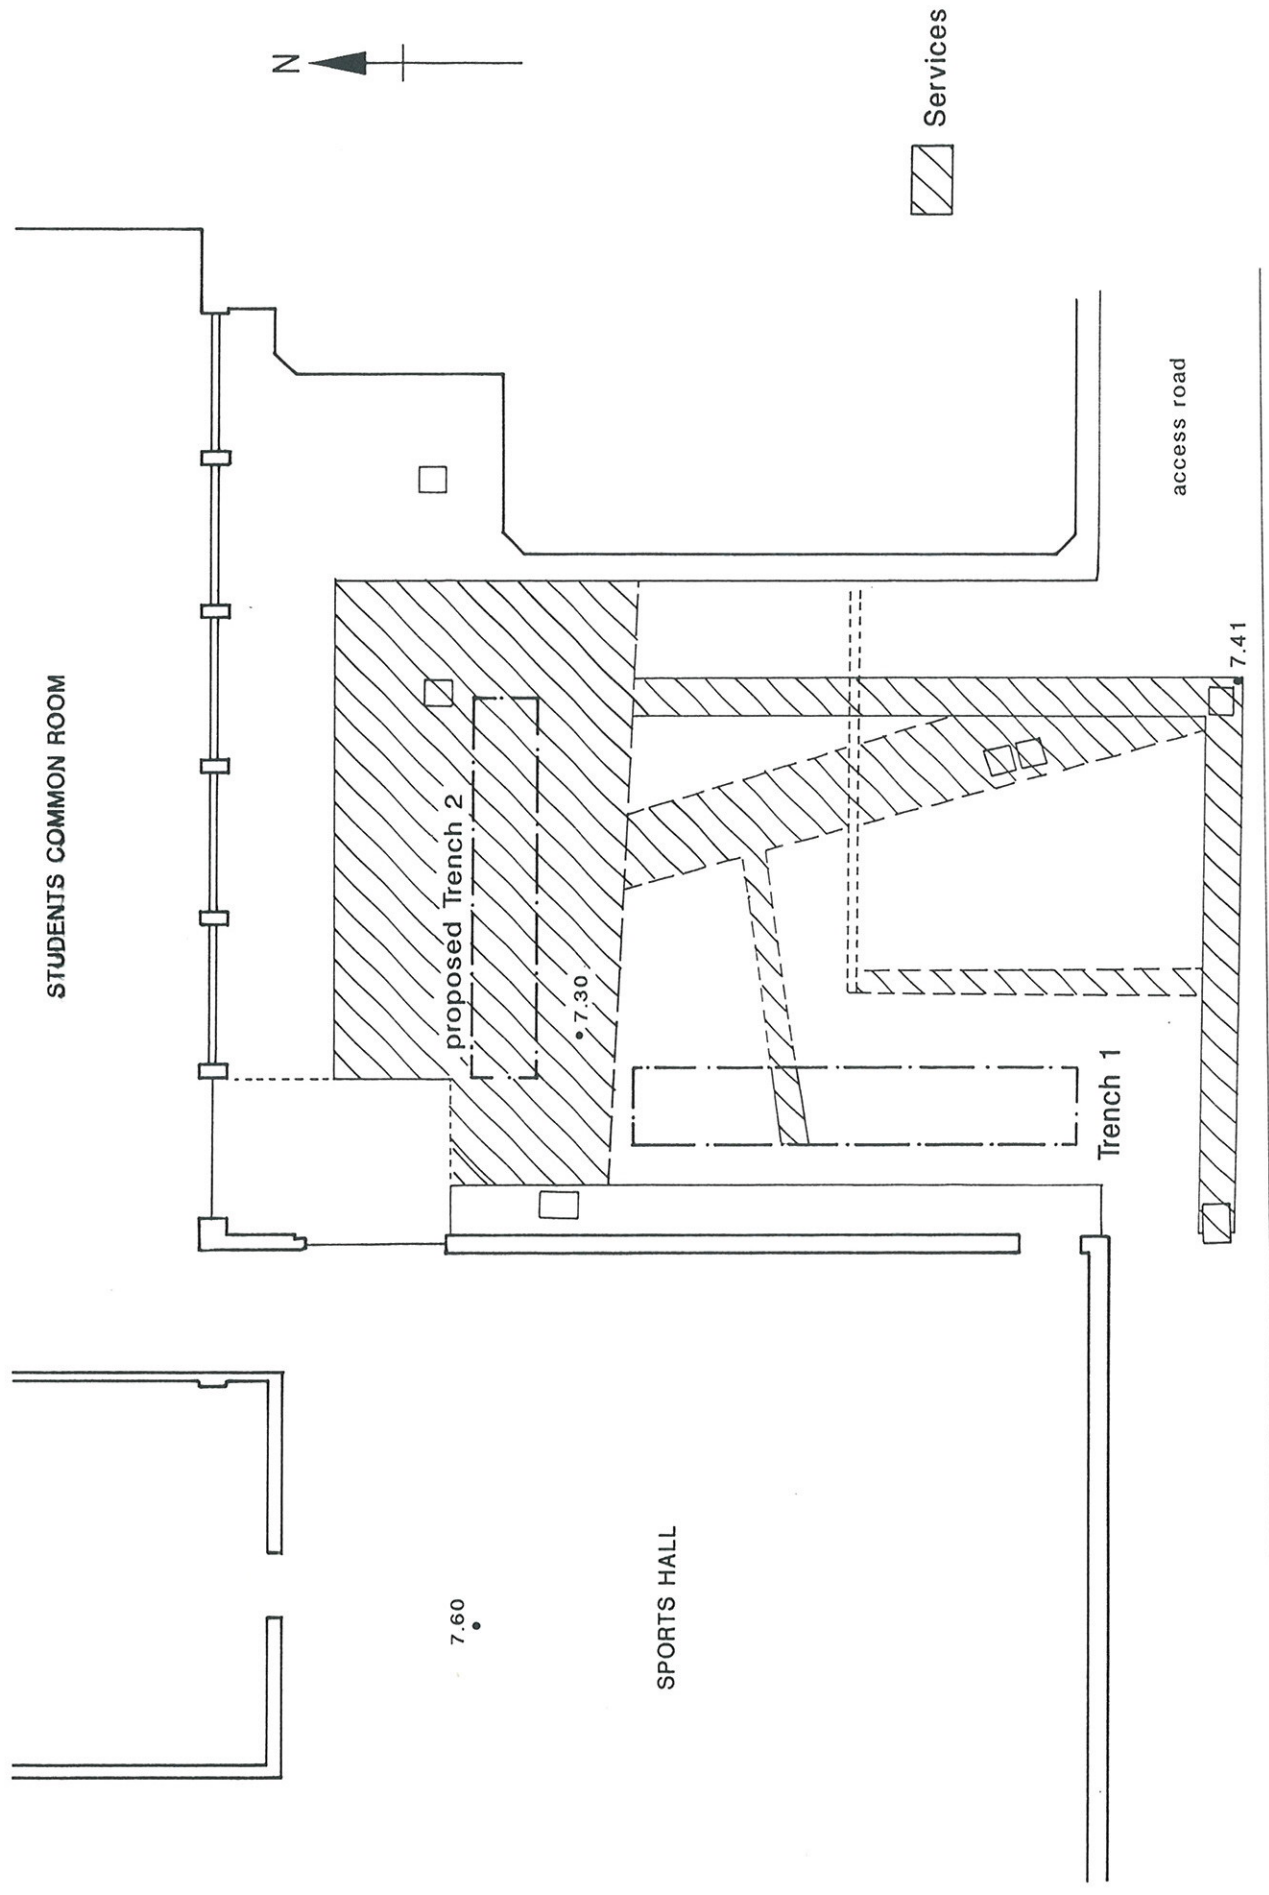 STUDENTS COMMON ROOM
N
Services
proposed Trench 2
7.30
7.60
SPORTS HALL
Trench 1
access road
7.41